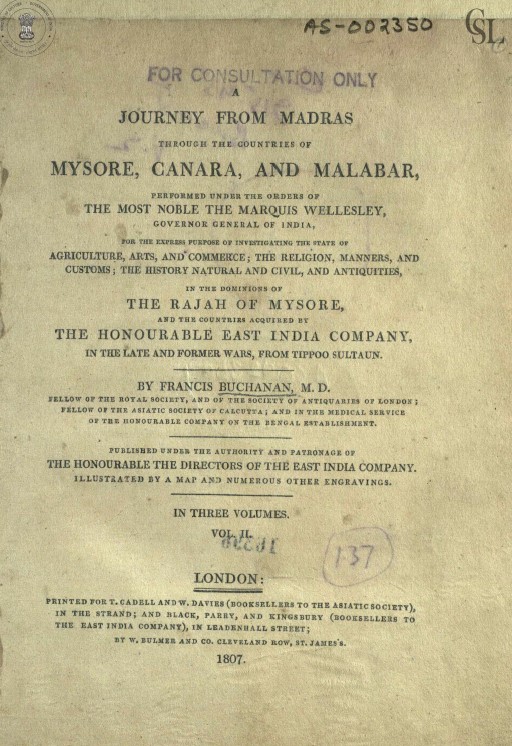 AS-002350
CSL
FOR CONSULTATION ONLY
A
JOURNEY FROM MADRAS
THROUGH THE COUNTRIES OF
MYSORE, CANARA, AND MALABAR,
PERFORMED UNDER THE ORDERS OF
THE MOST NOBLE THE MARQUIS WELLESLEY,
GOVERNOR GENERAL OF INDIA,
FOR THE EXPRESS PURPOSE OF INVESTIGATING THE STATE OF
AGRICULTURE, ARTS, AND COMMERCE; THE RELIGION, MANNERS, AND
CUSTOMS; THE HISTORY NATURAL AND CIVIL, AND ANTIQUITIES,
IN THE DOMINIONS OF
THE RAJAH OF MYSORE,
AND THE COUNTRIES ACQUIRED BY
THE HONOURABLE EAST INDIA COMPANY,
IN THE LATE AND FORMER WARS, FROM TIPPOO SULTAUN.
BY FRANCIS BUCHANAN, M. D.
FELLOW OF THE ROYAL SOCIETY, AND OF THE SOCIETY OF ANTIQUARIES OF LONDON;
FELLOW OF THE ASIATIC SOCIETY OF CALCUTTA; AND IN THE MEDICAL SERVICE
OF THE HONOURABLE COMPANY ON THE BENGAL ESTABLISHMENT.
PUBLISHED UNDER THE AUTHORITY AND PATRONAGE OF
THE HONOURABLE THE DIRECTORS OF THE EAST INDIA COMPANY.
ILLUSTRATED BY A MAP AND NUMEROUS OTHER ENGRAVINGS.
IN THREE VOLUMES.
VOL. II.
137
LONDON:
PRINTED FOR T. CADELL AND W. DAVIES (BOOKSELLERS TO THE ASIATIC SOCIETY),
IN THE STRAND; AND BLACK, PARRY, AND KINGSBURY (BOOKSELLERS TO
THE EAST INDIA COMPANY), IN LEADENHALL STREET;
BY W. BULMER AND CO. CLEVELAND ROW, ST. JAMES'S.
1807.